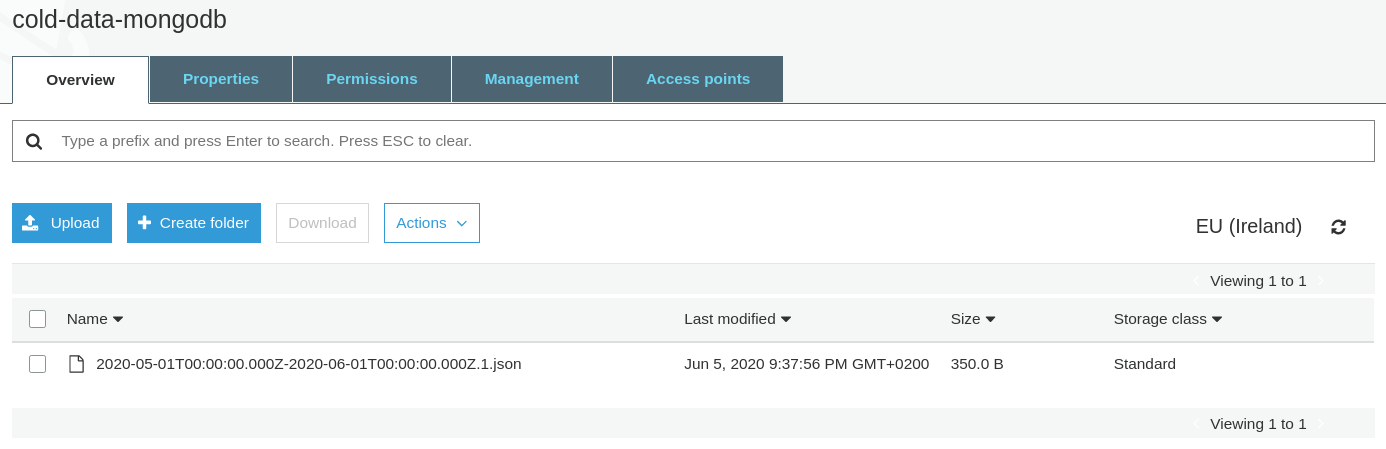 cold-data-mongodb
Overview Properties Permissions Management Access points
Type a prefix and press Enter to search. Press ESC to clear.
Upload Create folder Download Actions
EU (Ireland)
Viewing 1 to 1
Name Last modified Size Storage class
2020-05-01T00:00:00.000Z-2020-06-01T00:00:00.000Z.1.json Jun 5, 2020 9:37:56 PM GMT+0200 350.0 B Standard
Viewing 1 to 1